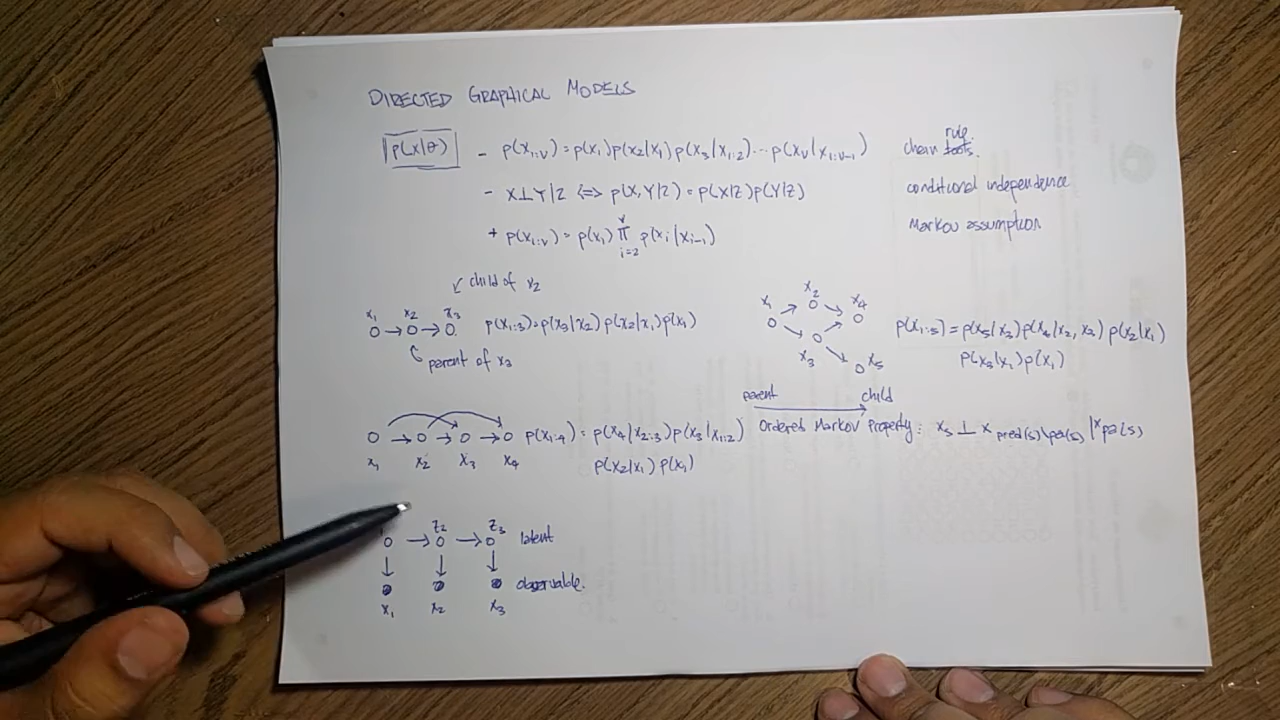 DIRECTED GRAPHICAL MODELS
p(x|θ) - p(x₁:ᵥ) = p(x₁)p(x₂|x₁)p(x₃|x₁:₂)...p(xᵥ|x₁:ᵥ₋₁) chain rule.
- X⊥Y|Z ⟺ p(X,Y|Z) = p(X|Z)p(Y|Z) conditional independence
+ p(x₁:ᵥ) = p(x₁) ∏ᵢ₌₂ⱽ p(xᵢ|xᵢ₋₁) Markov assumption
child of x₂
x₁ x₂ x₃ p(x₁:₃) = p(x₃|x₂)p(x₂|x₁)p(x₁)
parent of x₃
x₂
x₁ x₄
x₃ x₅
p(x₁:₅) = p(x₅|x₃)p(x₄|x₂,x₂)p(x₂|x₁)
p(x₃|x₁)p(x₁)
p(x₁:₄) = p(x₄|x₂:₃)p(x₃|x₁:₂)
x₁ x₂ x₃ x₄ p(x₂|x₁)p(x₁)
parent child
Ordered Markov Property: xₛ ⊥ x pred(s)\pa(s) | x pa(s)
z₂ z₃ latent
observable.
x₁ x₂ x₃